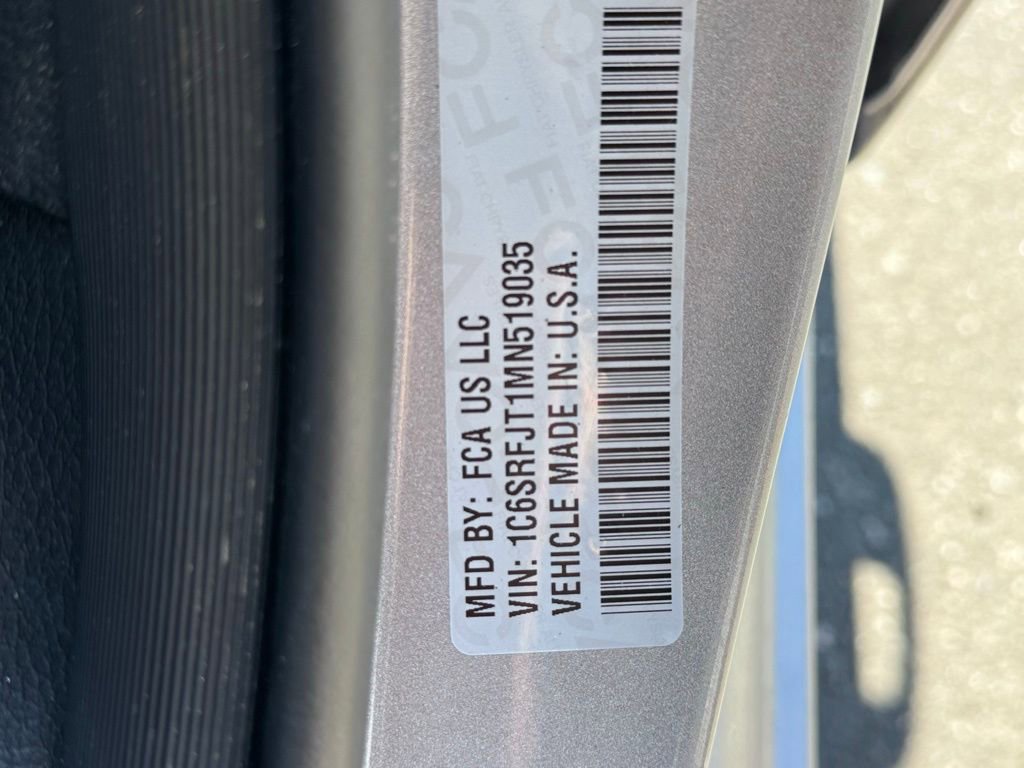 MFD BY: FCA US LLC
VIN: 1C6SRFJT1MN519035
VEHICLE MADE IN: U.S.A.